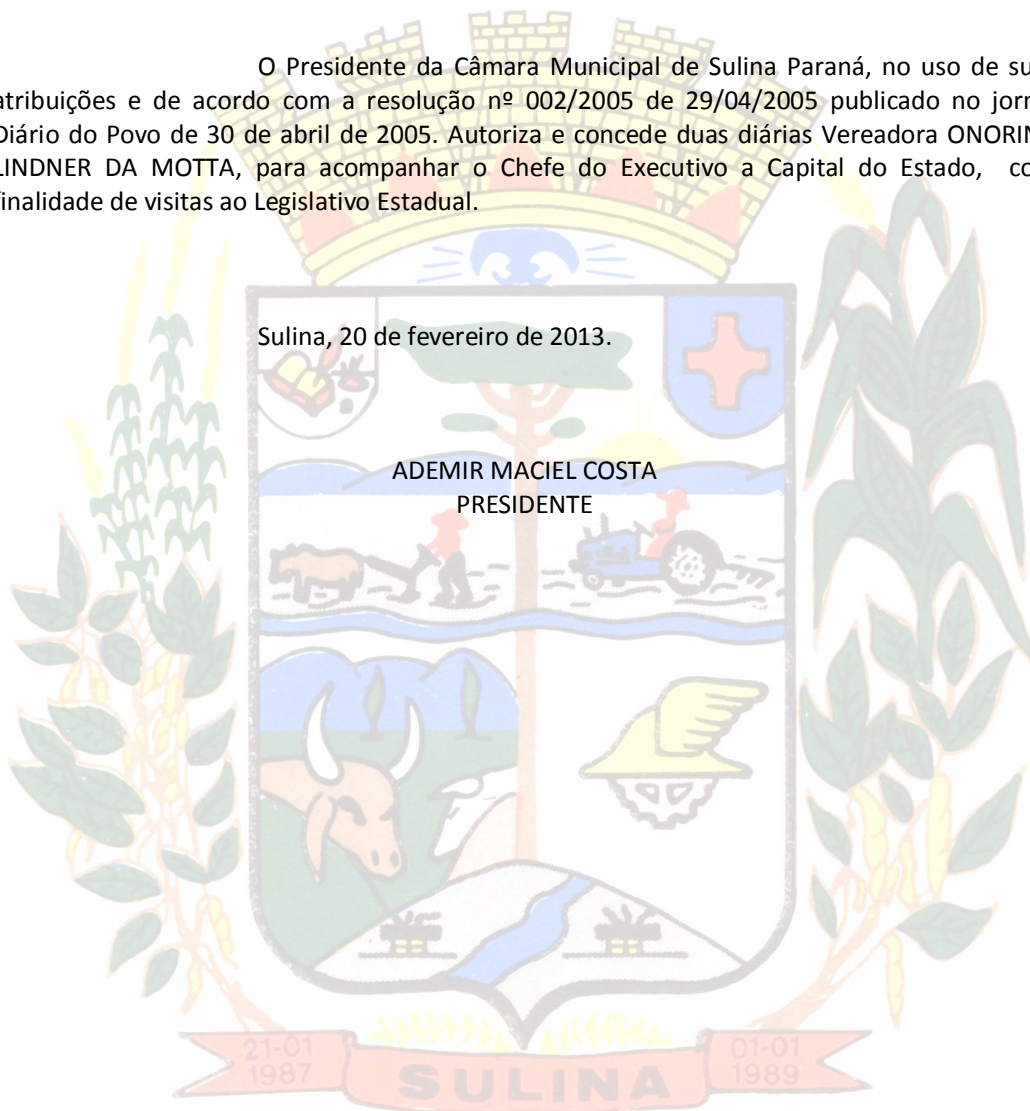 O Presidente da Câmara Municipal de Sulina Paraná, no uso de su
atribuições e de acordo com a resolução nº 002/2005 de 29/04/2005 publicado no jorn
Diário do Povo de 30 de abril de 2005. Autoriza e concede duas diárias Vereadora ONORIN
LINDNER DA MOTTA, para acompanhar o Chefe do Executivo a Capital do Estado, co
finalidade de visitas ao Legislativo Estadual.
Sulina, 20 de fevereiro de 2013.
ADEMIR MACIEL COSTA
PRESIDENTE
21-01
1987
SULINA
01-01
1989